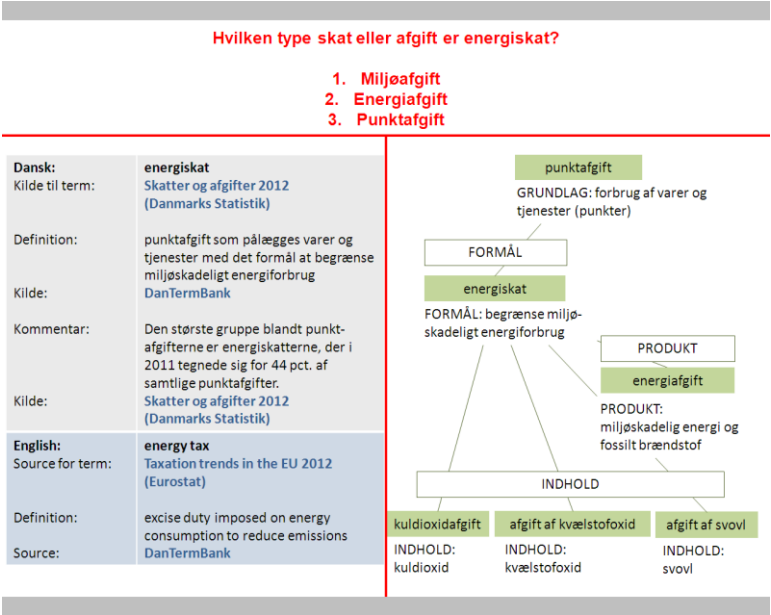 Hvilken type skat eller afgift er energiskat?
1. Miljøafgift
2. Energiafgift
3. Punktafgift
Dansk: energiskat
Kilde til term: Skatter og afgifter 2012
(Danmarks Statistik)
Definition: punktafgift som pålægges varer og
tjenester med det formål at begrænse
miljøskadeligt energiforbrug
Kilde: DanTermBank
Kommentar: Den største gruppe blandt punkt-
afgifterne er energiskatterne, der i
2011 tegnede sig for 44 pct. af
samtlige punktafgifter.
Kilde: Skatter og afgifter 2012
(Danmarks Statistik)
English: energy tax
Source for term: Taxation trends in the EU 2012
(Eurostat)
Definition: excise duty imposed on energy
consumption to reduce emissions
Source: DanTermBank
punktafgift
GRUNDLAG: forbrug af varer og
tjenester (punkter)
FORMÅL
energiskat
FORMÅL: begrænse miljø-
skadeligt energiforbrug
PRODUKT
energiafgift
PRODUKT:
miljøskadelig energi og
fossilt brændstof
INDHOLD
kuldioxidafgift
INDHOLD:
kuldioxid
afgift af kvælstofoxid
INDHOLD:
kvælstofoxid
afgift af svovl
INDHOLD:
svovl